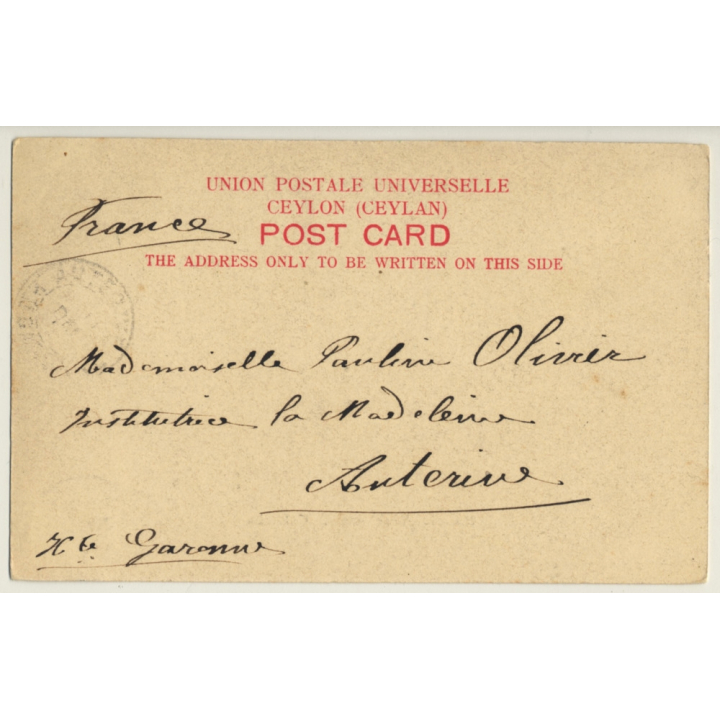 UNION POSTALE UNIVERSELLE
CEYLON (CEYLAN)
France
POST CARD
THE ADDRESS ONLY TO BE WRITTEN ON THIS SIDE
Mademoiselle Pauline Olivier
Institutrice la Madeleine
Auterive
Hte Garonne